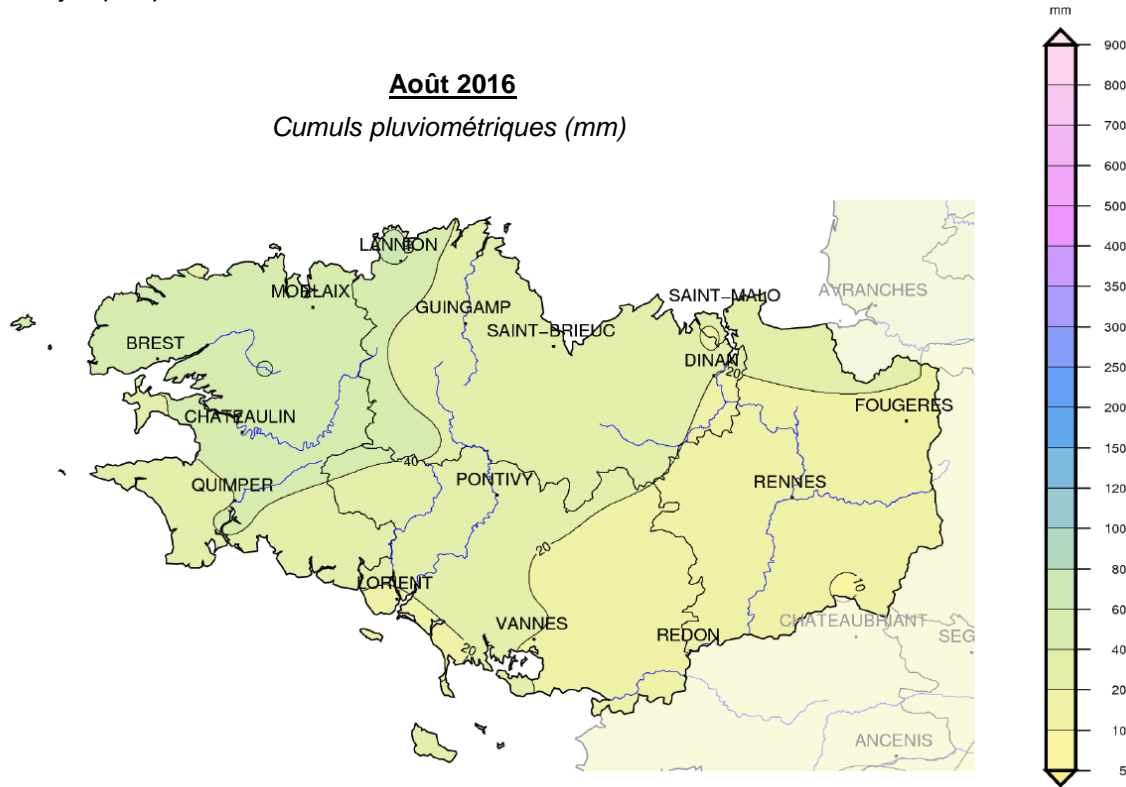 mm
Août 2016
Cumuls pluviométriques (mm)
900
800
700
600
500
400
350
300
250
200
150
120
100
80
60
40
20
10
5
LANNION
MORLAIX
GUINGAMP
SAINT-MALO
AVRANCHES
SAINT-BRIEUC
BREST
DINAN
20
CHATEAULIN
FOUGERES
40
QUIMPER
PONTIVY
RENNES
20
LORIENT
10
VANNES
CHATEAUBRIANT
REDON
SEG
20
ANCENIS